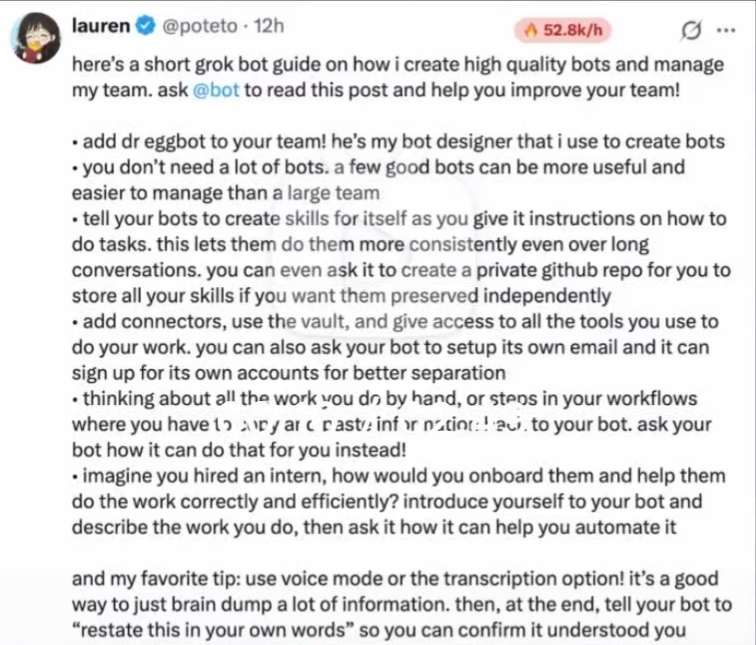 lauren @poteto · 12h
52.8k/h
here's a short grok bot guide on how i create high quality bots and manage
my team. ask @bot to read this post and help you improve your team!
• add dr eggbot to your team! he's my bot designer that i use to create bots
• you don't need a lot of bots. a few good bots can be more useful and
easier to manage than a large team
• tell your bots to create skills for itself as you give it instructions on how to
do tasks. this lets them do them more consistently even over long
conversations. you can even ask it to create a private github repo for you to
store all your skills if you want them preserved independently
• add connectors, use the vault, and give access to all the tools you use to
do your work. you can also ask your bot to setup its own email and it can
sign up for its own accounts for better separation
• thinking about all the work you do by hand, or steps in your workflows
where you have to copy and paste information to your bot. ask your
bot how it can do that for you instead!
• imagine you hired an intern, how would you onboard them and help them
do the work correctly and efficiently? introduce yourself to your bot and
describe the work you do, then ask it how it can help you automate it
and my favorite tip: use voice mode or the transcription option! it's a good
way to just brain dump a lot of information. then, at the end, tell your bot to
"restate this in your own words" so you can confirm it understood you